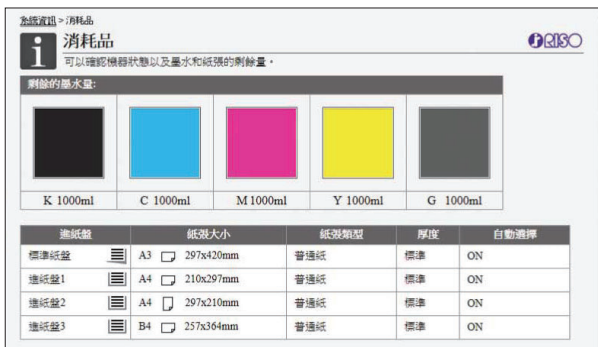 系統資訊 > 消耗品
消耗品
RISO
可以確認機器狀態以及墨水和紙張的剩餘量。
剩餘的墨水量:
K 1000ml C 1000ml M 1000ml Y 1000ml G 1000ml
進紙盤 紙張大小 紙張類型 厚度 自動選擇
標準紙盤 A3 297x420mm 普通紙 標準 ON
進紙盤1 A4 210x297mm 普通紙 標準 ON
進紙盤2 A4 297x210mm 普通紙 標準 ON
進紙盤3 B4 257x364mm 普通紙 標準 ON